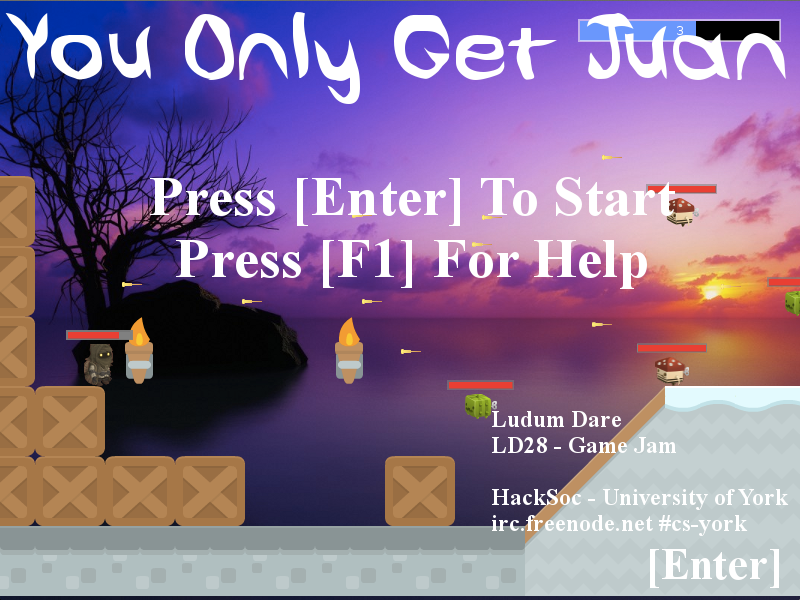 You Only Get Juan
3
Press [Enter] To Start
Press [F1] For Help
Ludum Dare
LD28 - Game Jam
HackSoc - University of York
irc.freenode.net #cs-york
[Enter]